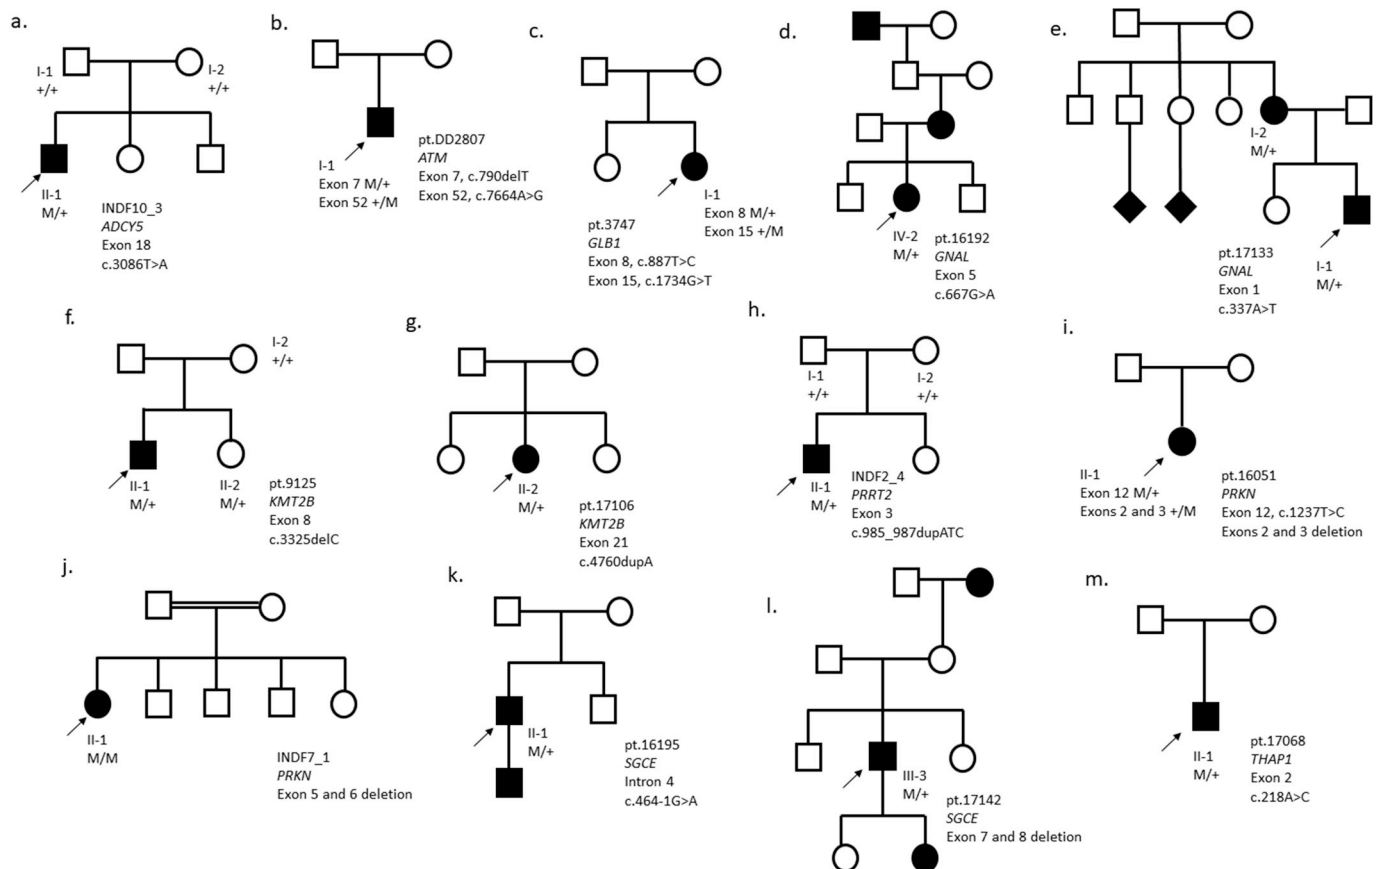 a.
I-1
+/+
I-2
+/+
II-1
M/+
INDF10_3
ADCY5
Exon 18
c.3086T>A
b.
I-1
Exon 7 M/+
Exon 52 +/M
pt.DD2807
ATM
Exon 7, c.790delT
Exon 52, c.7664A>G
c.
I-1
Exon 8 M/+
Exon 15 +/M
pt.3747
GLB1
Exon 8, c.887T>C
Exon 15, c.1734G>T
d.
IV-2
M/+
pt.16192
GNAL
Exon 5
c.667G>A
e.
I-2
M/+
I-1
M/+
pt.17133
GNAL
Exon 1
c.337A>T
f.
I-2
+/+
II-1
M/+
II-2
M/+
pt.9125
KMT2B
Exon 8
c.3325delC
g.
II-2
M/+
pt.17106
KMT2B
Exon 21
c.4760dupA
h.
I-1
+/+
I-2
+/+
II-1
M/+
INDF2_4
PRRT2
Exon 3
c.985_987dupATC
i.
II-1
Exon 12 M/+
Exons 2 and 3 +/M
pt.16051
PRKN
Exon 12, c.1237T>C
Exons 2 and 3 deletion
j.
II-1
M/M
INDF7_1
PRKN
Exon 5 and 6 deletion
k.
II-1
M/+
pt.16195
SGCE
Intron 4
c.464-1G>A
l.
III-3
M/+
pt.17142
SGCE
Exon 7 and 8 deletion
m.
II-1
M/+
pt.17068
THAP1
Exon 2
c.218A>C